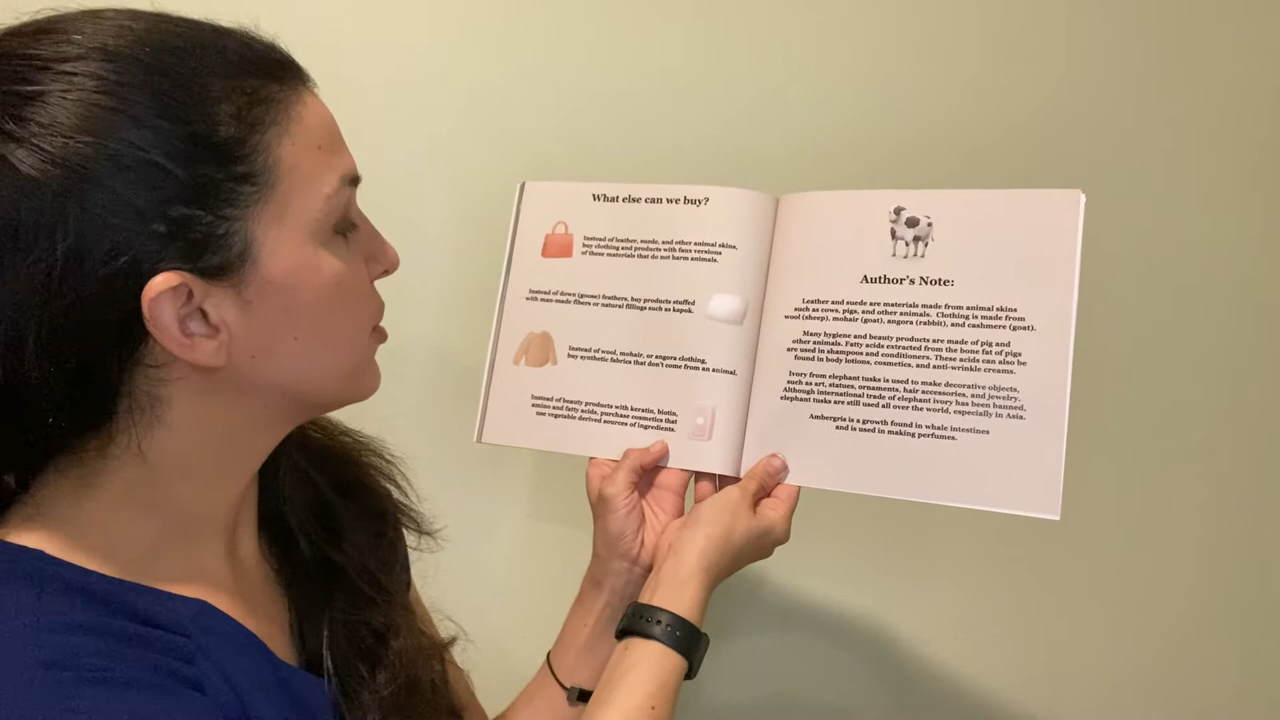 What else can we buy?
Instead of leather, suede, and other animal skins,
buy clothing and products with faux versions
of these materials that do not harm animals.
Instead of down (goose) feathers, buy products stuffed
with man-made fibers or natural fillings such as kapok.
Instead of wool, mohair, or angora clothing,
buy synthetic fabrics that don't come from an animal.
Instead of beauty products with keratin, biotin,
amino and fatty acids, purchase cosmetics that
use vegetable derived sources of ingredients.
Author's Note:
Leather and suede are materials made from animal skins
such as cows, pigs, and other animals. Clothing is made from
wool (sheep), mohair (goat), angora (rabbit), and cashmere (goat).
Many hygiene and beauty products are made of pig and
other animals. Fatty acids extracted from the bone fat of pigs
are used in shampoos and conditioners. These acids can also be
found in body lotions, cosmetics, and anti-wrinkle creams.
Ivory from elephant tusks is used to make decorative objects,
such as art, statues, ornaments, hair accessories, and jewelry.
Although international trade of elephant ivory has been banned,
elephant tusks are still used all over the world, especially in Asia.
Ambergris is a growth found in whale intestines
and is used in making perfumes.